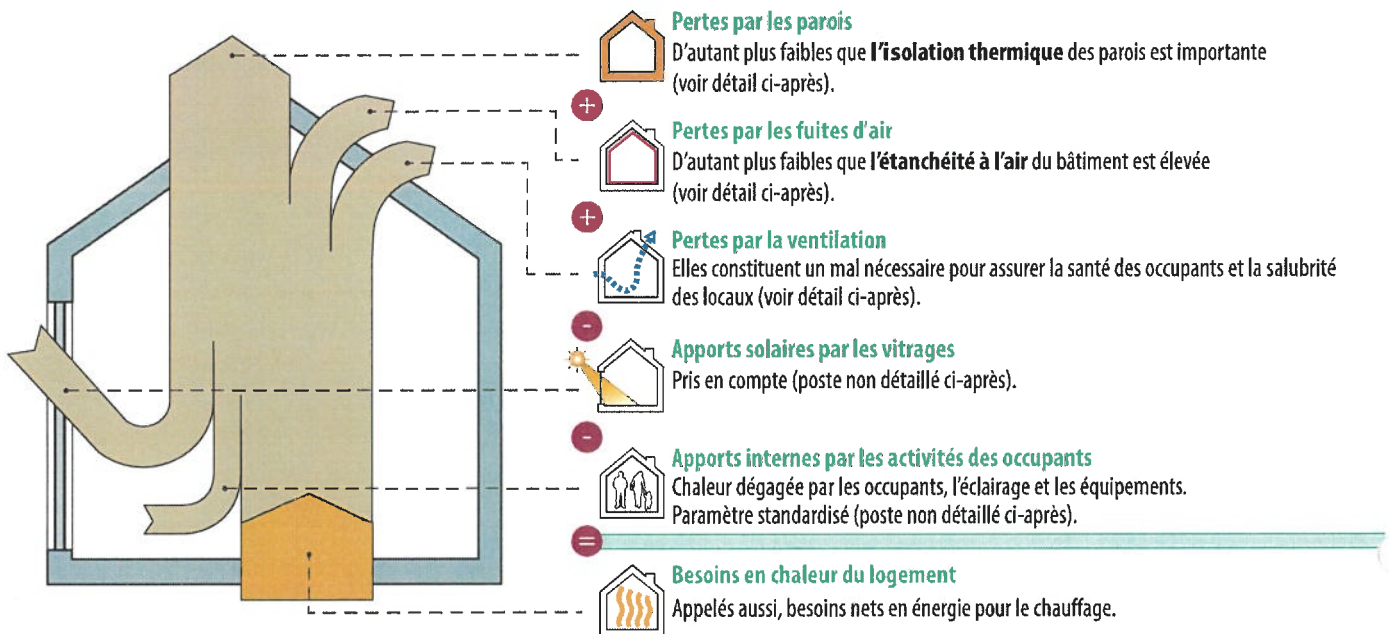 Pertes par les parois
D'autant plus faibles que l'isolation thermique des parois est importante
(voir détail ci-après).
+
Pertes par les fuites d'air
D'autant plus faibles que l'étanchéité à l'air du bâtiment est élevée
(voir détail ci-après).
+
Pertes par la ventilation
Elles constituent un mal nécessaire pour assurer la santé des occupants et la salubrité
des locaux (voir détail ci-après).
-
Apports solaires par les vitrages
Pris en compte (poste non détaillé ci-après).
-
Apports internes par les activités des occupants
Chaleur dégagée par les occupants, l'éclairage et les équipements.
Paramètre standardisé (poste non détaillé ci-après).
=
Besoins en chaleur du logement
Appelés aussi, besoins nets en énergie pour le chauffage.